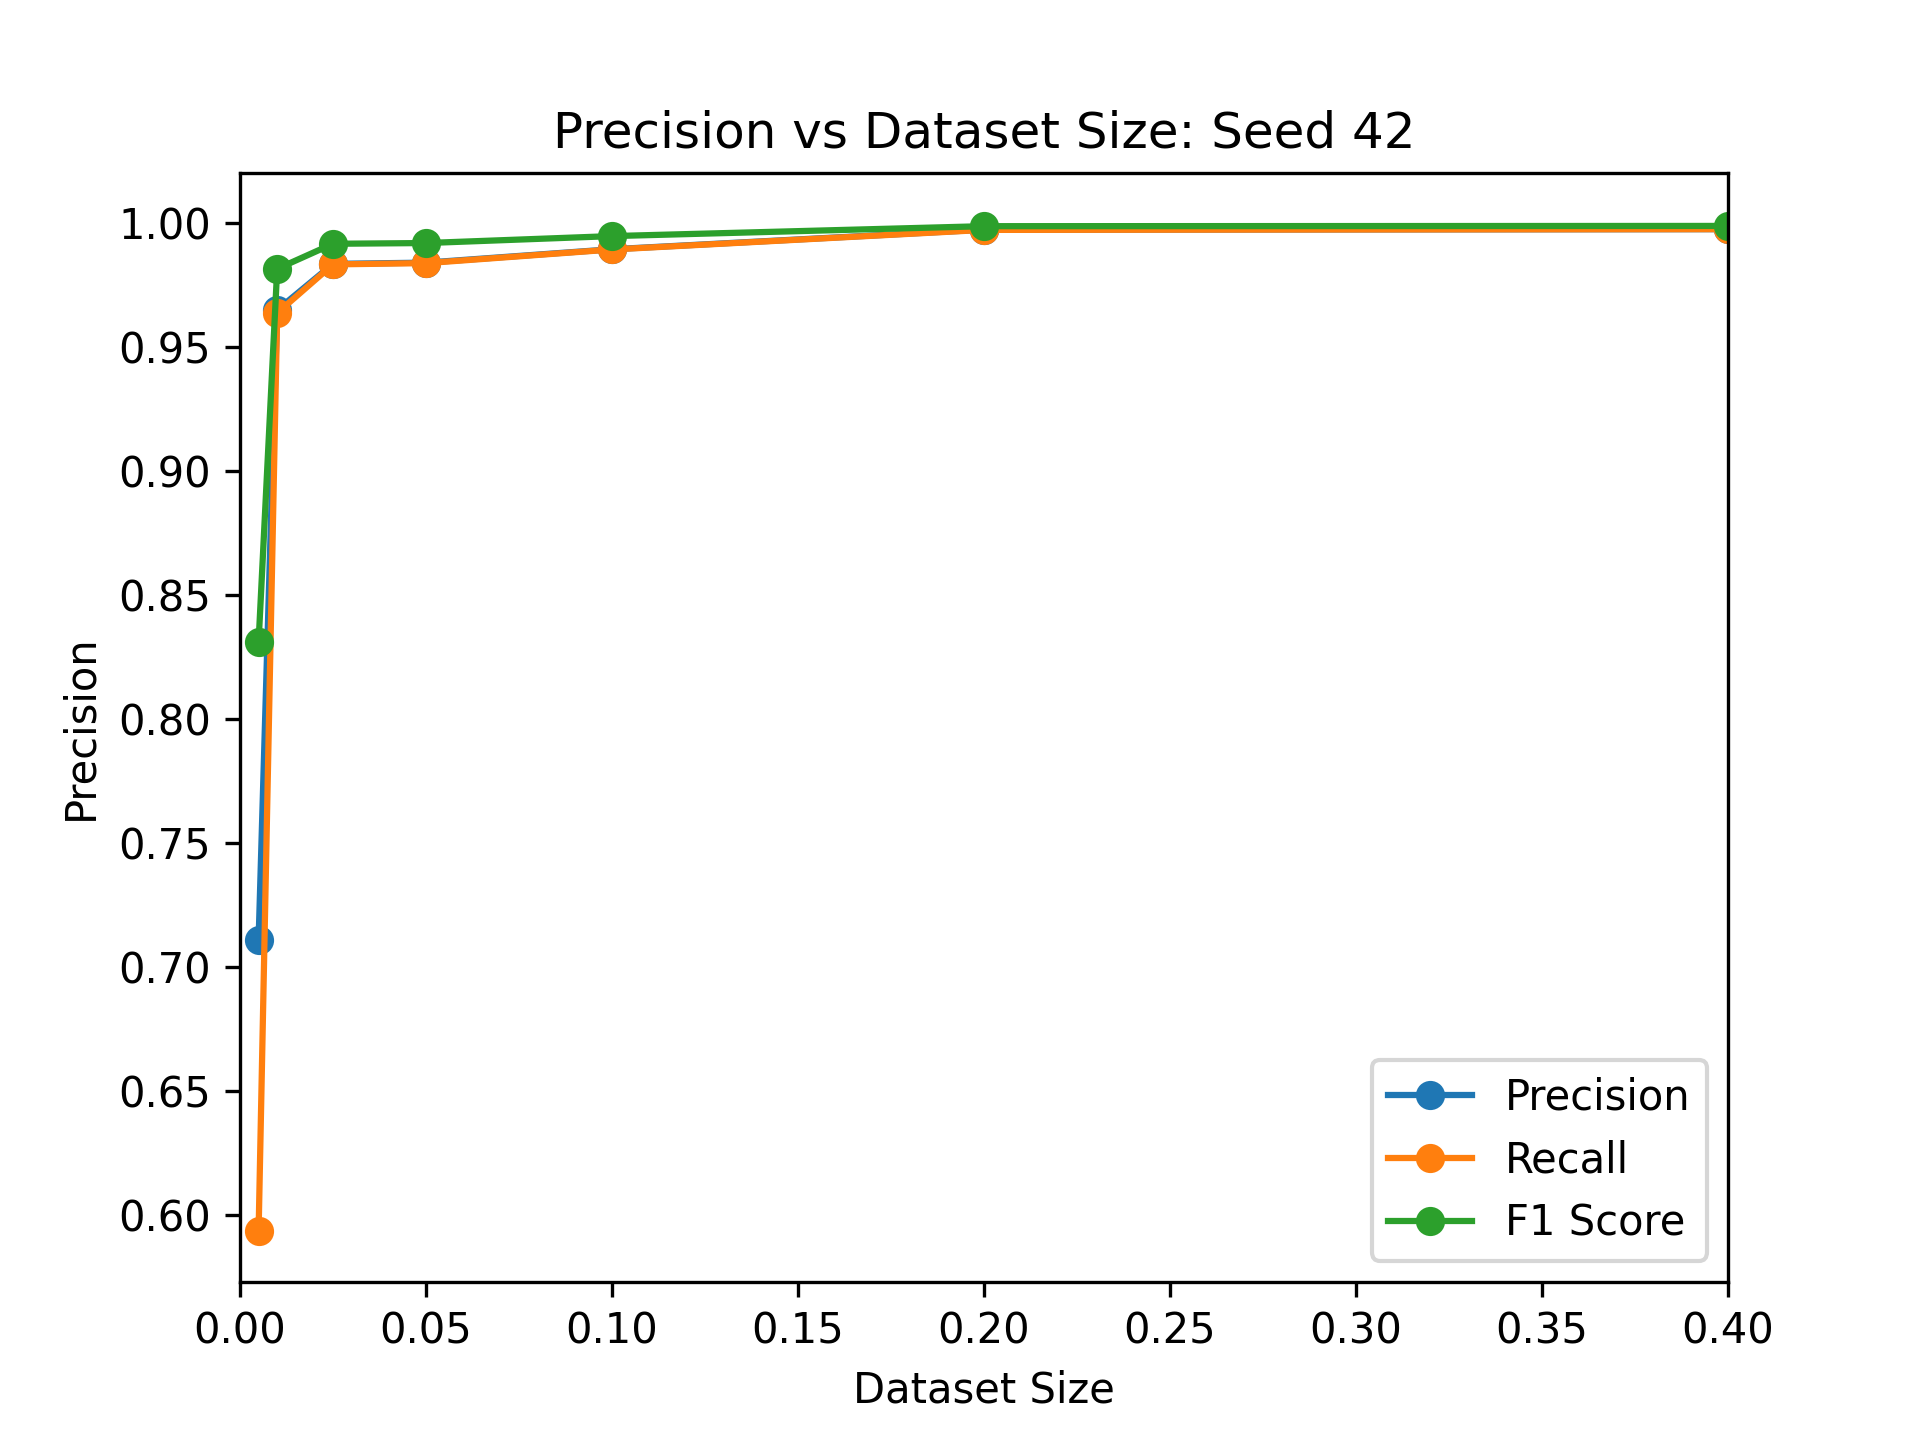 Precision vs Dataset Size: Seed 42
1.00
0.95
0.90
0.85
0.80
0.75
0.70
0.65
0.60
Precision
Precision
Recall
F1 Score
0.00 0.05 0.10 0.15 0.20 0.25 0.30 0.35 0.40
Dataset Size